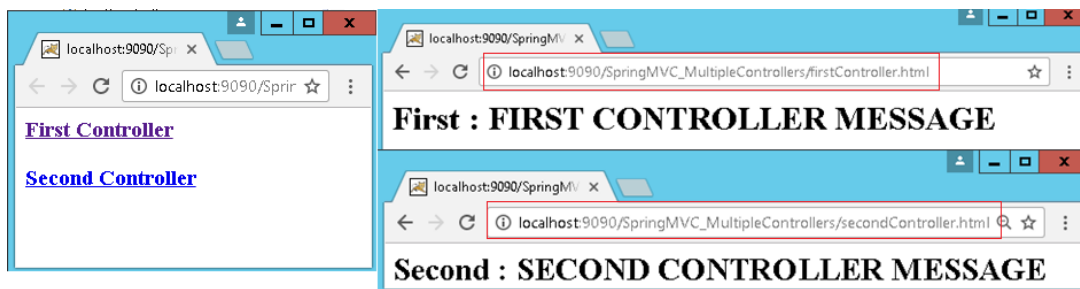 localhost:9090/Spr
localhost:9090/Sprir
First Controller
Second Controller
localhost:9090/SpringMV
localhost:9090/SpringMVC_MultipleControllers/firstController.html
First : FIRST CONTROLLER MESSAGE
localhost:9090/SpringMV
localhost:9090/SpringMVC_MultipleControllers/secondController.html
Second : SECOND CONTROLLER MESSAGE